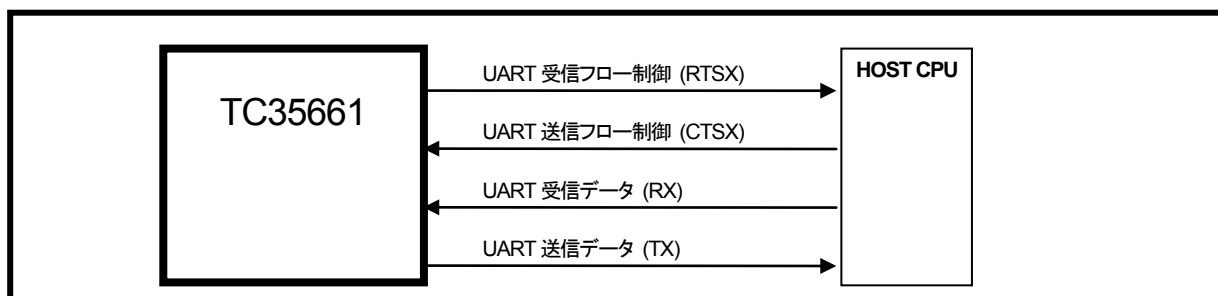 TC35661
UART 受信フロー制御 (RTSX)
UART 送信フロー制御 (CTSX)
UART 受信データ (RX)
UART 送信データ (TX)
HOST CPU